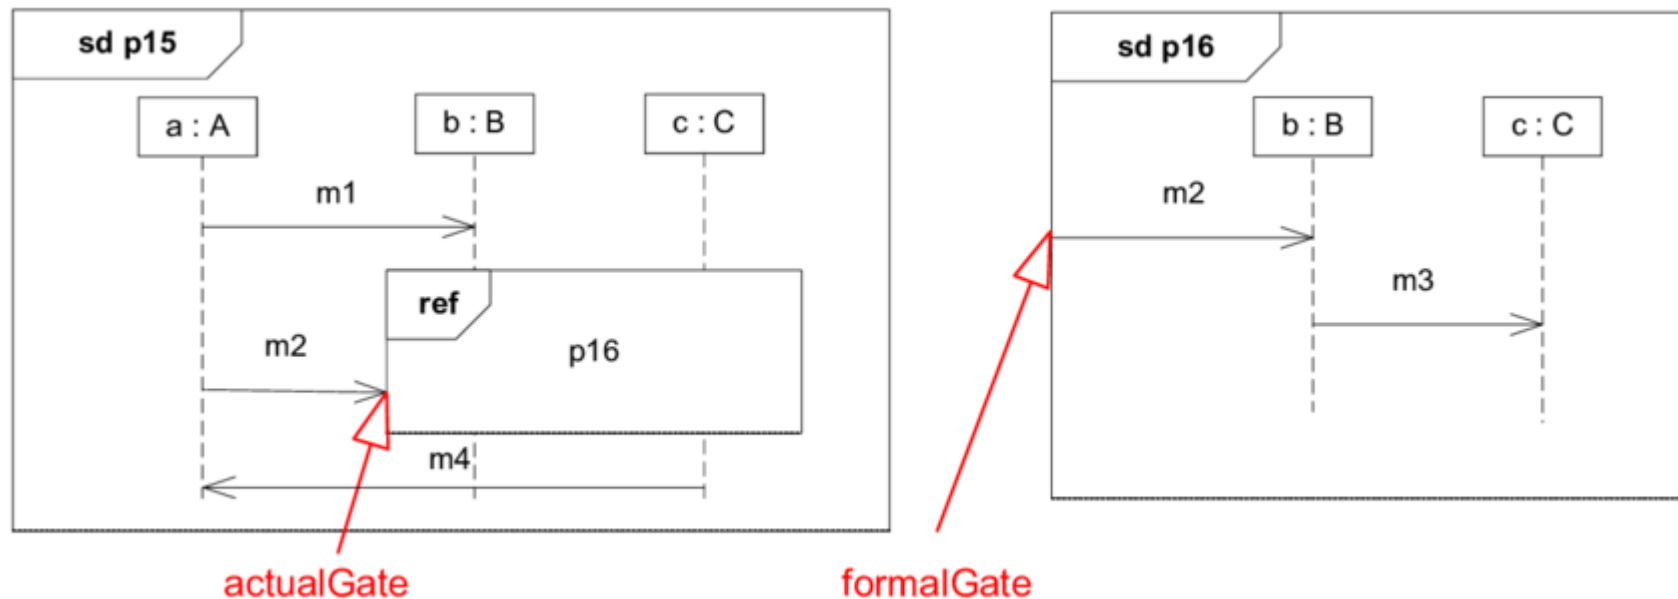 sd p15
a : A
b : B
c : C
m1
ref
p16
m2
m4
actualGate
sd p16
b : B
c : C
m2
m3
formalGate